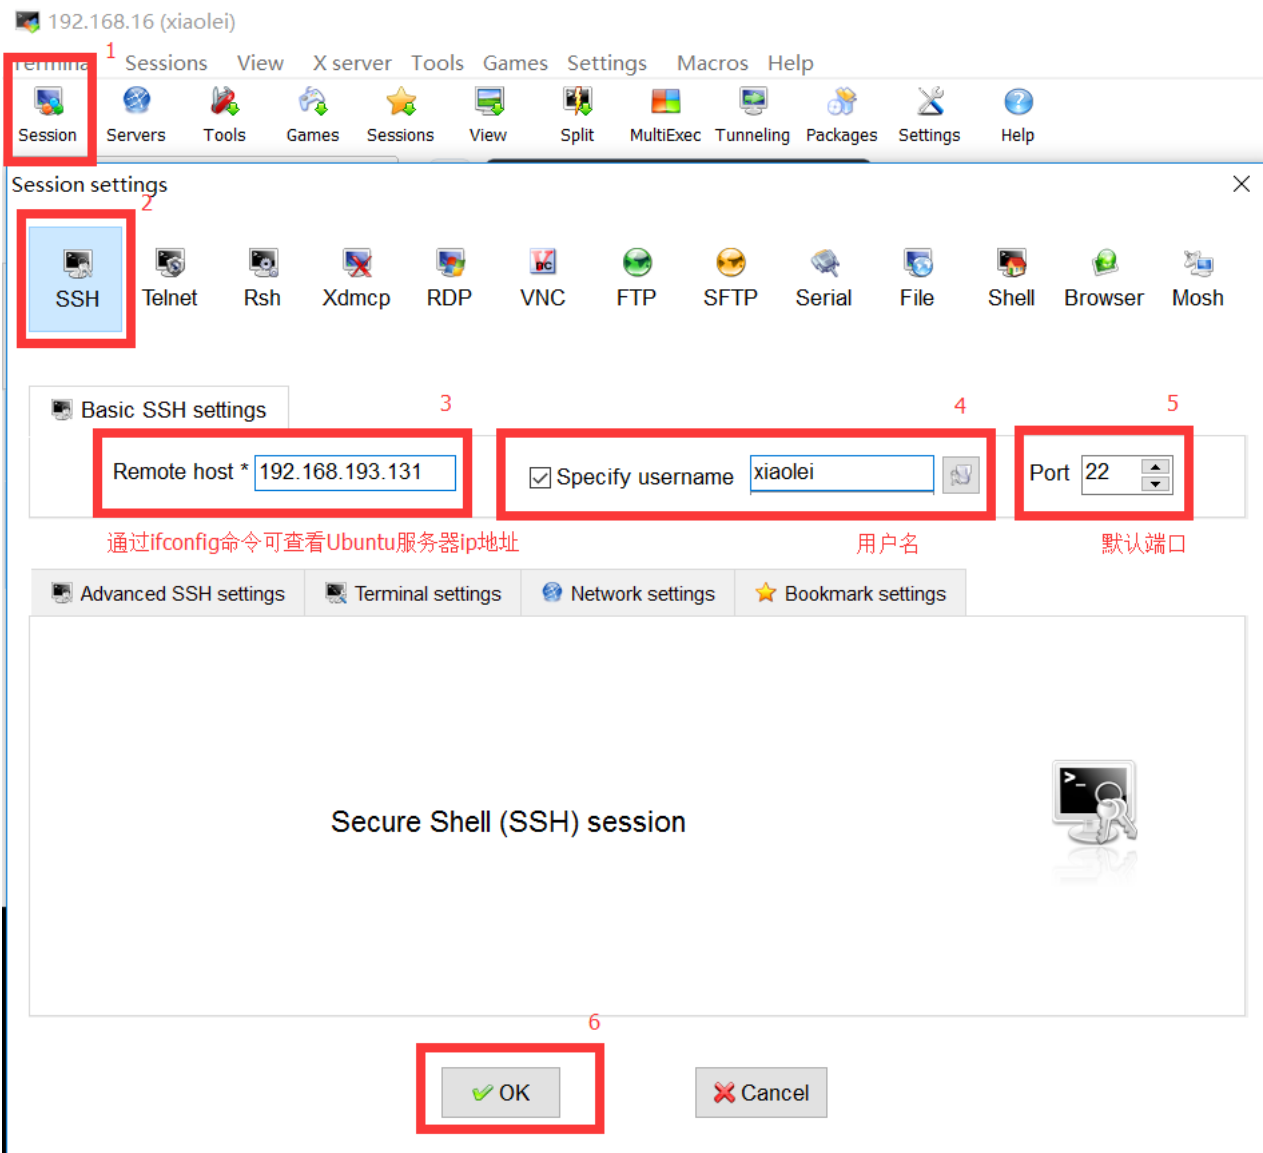 192.168.16 (xiaolei)
1
Terminal Sessions View X server Tools Games Settings Macros Help
Session Servers Tools Games Sessions View Split MultiExec Tunneling Packages Settings Help
Session settings
2
SSH Telnet Rsh Xdmcp RDP VNC FTP SFTP Serial File Shell Browser Mosh
Basic SSH settings
3 4 5
Remote host * 192.168.193.131 Specify username xiaolei Port 22
通过ifconfig命令可查看Ubuntu服务器ip地址 用户名 默认端口
Advanced SSH settings Terminal settings Network settings Bookmark settings
Secure Shell (SSH) session
6
OK Cancel